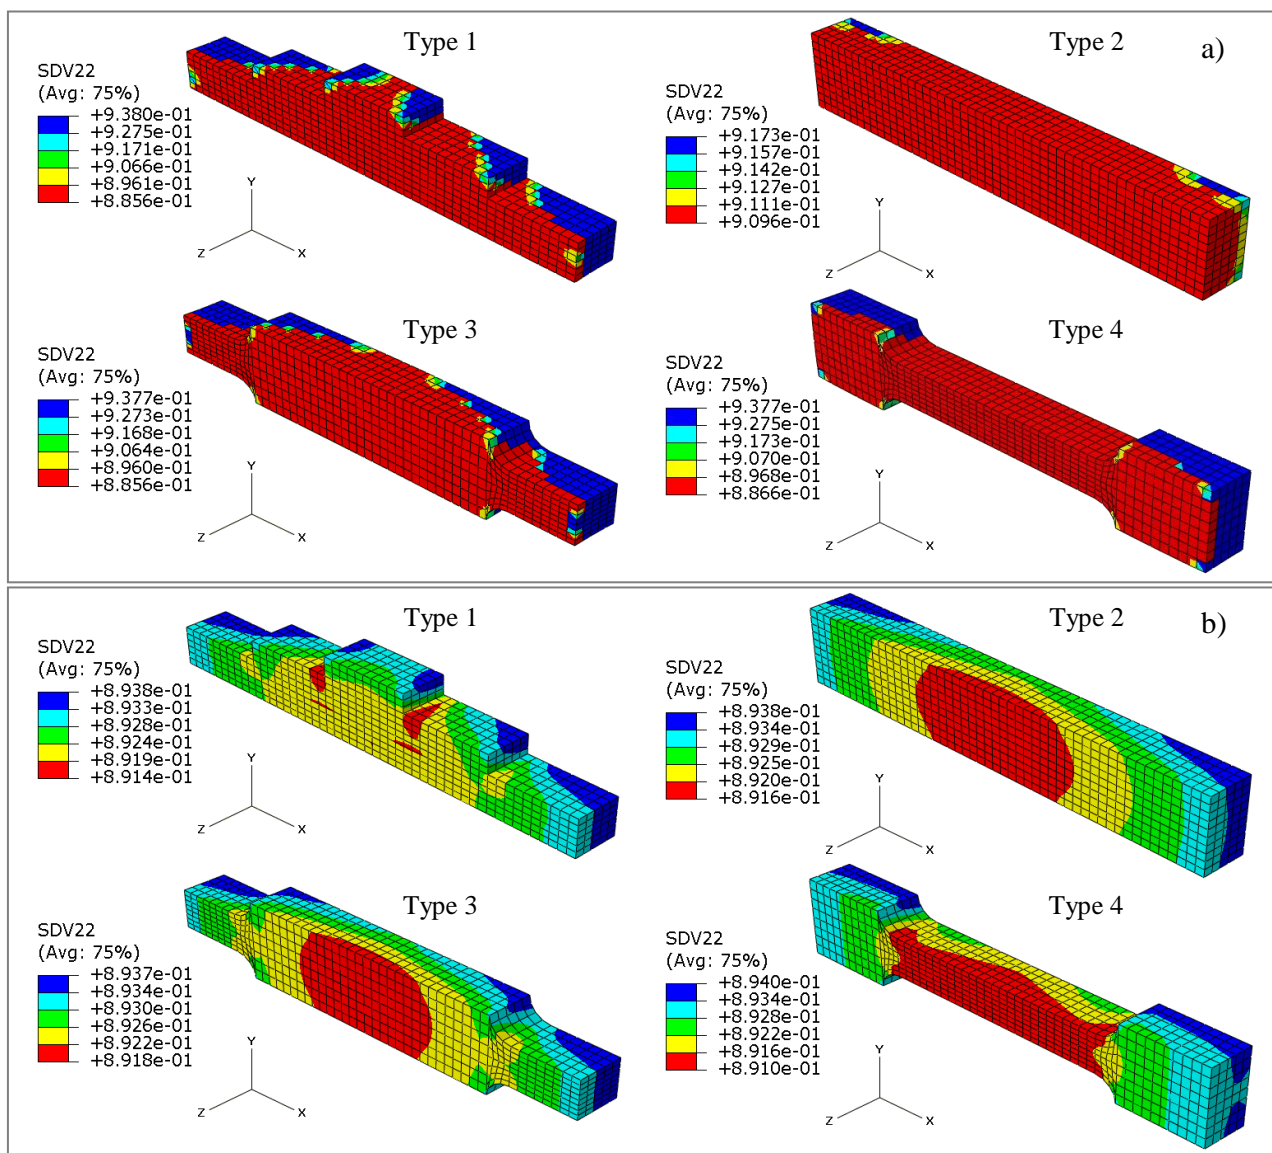 Type 1
SDV22
(Avg: 75%)
+9.380e-01
+9.275e-01
+9.171e-01
+9.066e-01
+8.961e-01
+8.856e-01
Y
Z
X
Type 2
a)
SDV22
(Avg: 75%)
+9.173e-01
+9.157e-01
+9.142e-01
+9.127e-01
+9.111e-01
+9.096e-01
Y
Z
X
Type 3
SDV22
(Avg: 75%)
+9.377e-01
+9.273e-01
+9.168e-01
+9.064e-01
+8.960e-01
+8.856e-01
Y
Z
X
Type 4
SDV22
(Avg: 75%)
+9.377e-01
+9.275e-01
+9.173e-01
+9.070e-01
+8.968e-01
+8.866e-01
Y
Z
X
Type 1
SDV22
(Avg: 75%)
+8.938e-01
+8.933e-01
+8.928e-01
+8.924e-01
+8.919e-01
+8.914e-01
Y
Z
X
Type 2
b)
SDV22
(Avg: 75%)
+8.938e-01
+8.934e-01
+8.929e-01
+8.925e-01
+8.920e-01
+8.916e-01
Y
Z
X
Type 3
SDV22
(Avg: 75%)
+8.937e-01
+8.934e-01
+8.930e-01
+8.926e-01
+8.922e-01
+8.918e-01
Y
Z
X
Type 4
SDV22
(Avg: 75%)
+8.940e-01
+8.934e-01
+8.928e-01
+8.922e-01
+8.916e-01
+8.910e-01
Y
Z
X